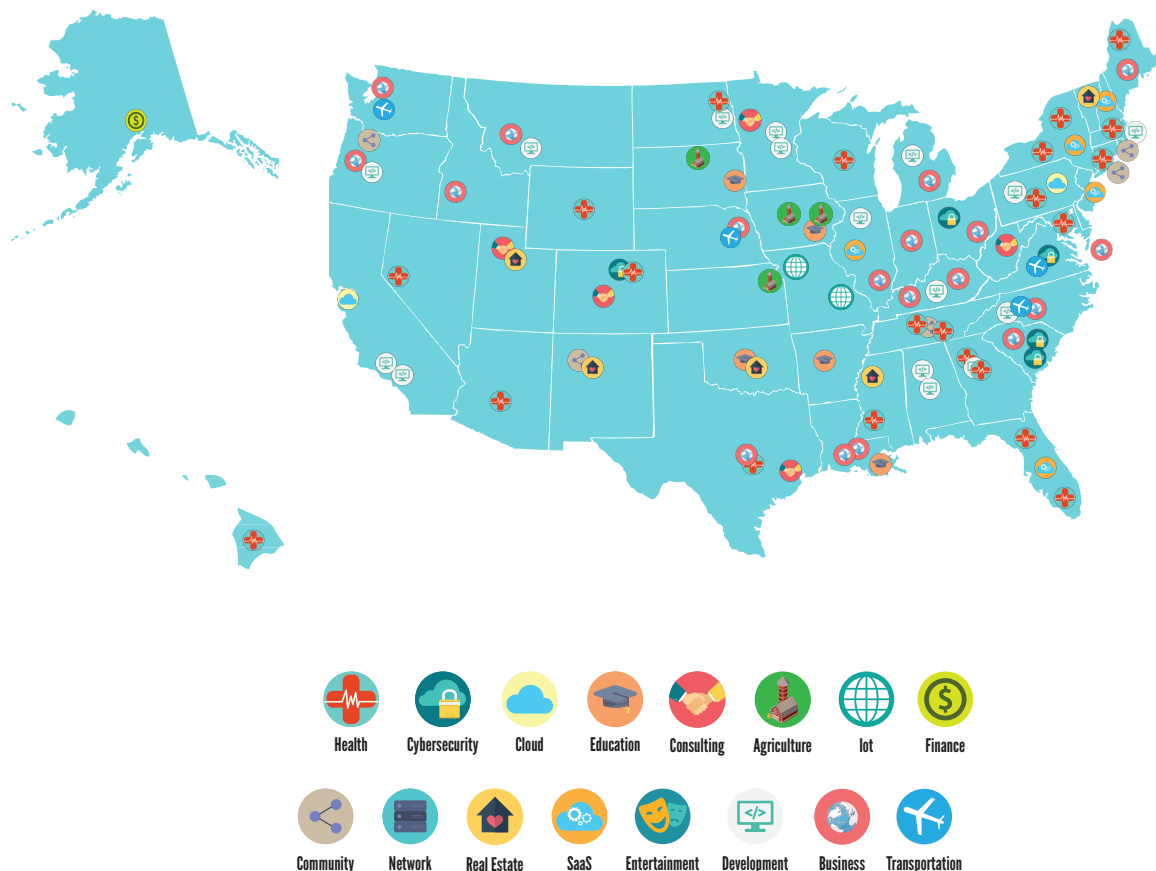 Health Cybersecurity Cloud Education Consulting Agriculture Iot Finance
Community Network Real Estate SaaS Entertainment Development Business Transportation